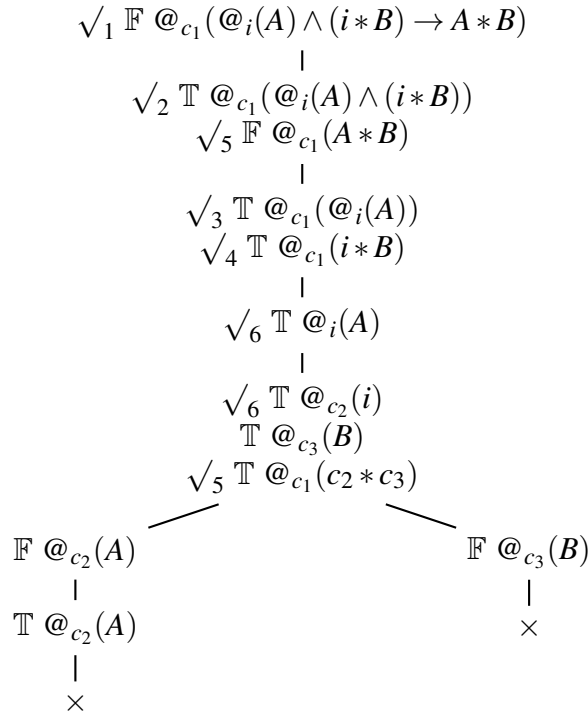 √₁ 𝔽 @c₁(@ᵢ(A) ∧ (i ∗ B) → A ∗ B)
√₂ 𝕋 @c₁(@ᵢ(A) ∧ (i ∗ B))
√₅ 𝔽 @c₁(A ∗ B)
√₃ 𝕋 @c₁(@ᵢ(A))
√₄ 𝕋 @c₁(i ∗ B)
√₆ 𝕋 @ᵢ(A)
√₆ 𝕋 @c₂(i)
𝕋 @c₃(B)
√₅ 𝕋 @c₁(c₂ ∗ c₃)
𝔽 @c₂(A) 𝔽 @c₃(B)
𝕋 @c₂(A) ×
×